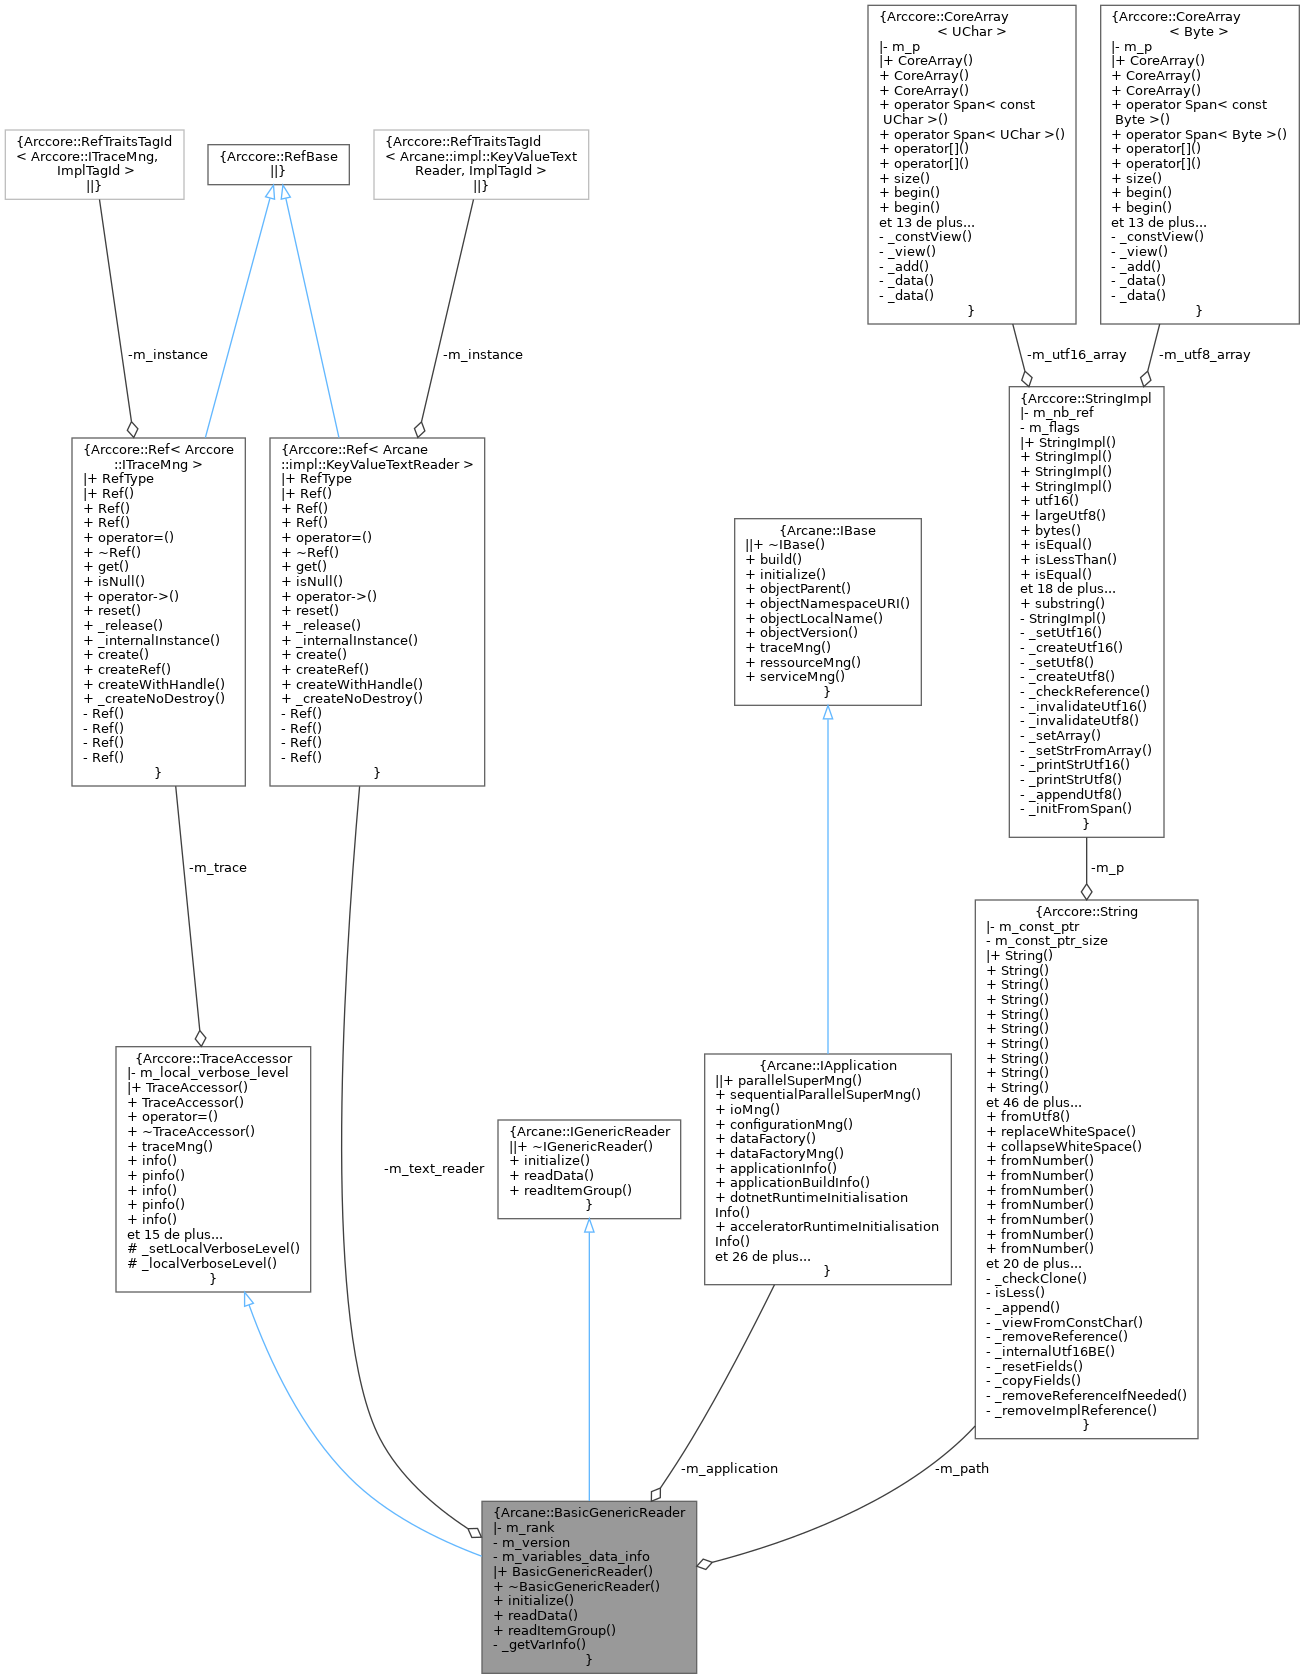 {Arccore::CoreArray
< UChar >
|- m_p
|+ CoreArray()
+ CoreArray()
+ CoreArray()
+ operator Span< const
UChar >()
+ operator Span< UChar >()
+ operator[]()
+ operator[]()
+ size()
+ begin()
+ begin()
et 13 de plus...
- _constView()
- _view()
- _add()
- _data()
- _data()
}
{Arccore::CoreArray
< Byte >
|- m_p
|+ CoreArray()
+ CoreArray()
+ CoreArray()
+ operator Span< const
Byte >()
+ operator Span< Byte >()
+ operator[]()
+ operator[]()
+ size()
+ begin()
+ begin()
et 13 de plus...
- _constView()
- _view()
- _add()
- _data()
- _data()
}
{Arccore::RefTraitsTagId
< Arccore::ITraceMng,
ImplTagId >
||}
{Arccore::RefBase
||}
{Arccore::RefTraitsTagId
< Arcane::impl::KeyValueText
Reader, ImplTagId >
||}
-m_instance
-m_instance
-m_utf16_array
-m_utf8_array
{Arccore::Ref< Arccore
::ITraceMng >
|+ RefType
|+ Ref()
+ Ref()
+ Ref()
+ operator=()
+ ~Ref()
+ get()
+ isNull()
+ operator->()
+ reset()
+ _release()
+ _internalInstance()
+ create()
+ createRef()
+ createWithHandle()
+ _createNoDestroy()
- Ref()
- Ref()
- Ref()
- Ref()
}
{Arccore::Ref< Arcane
::impl::KeyValueTextReader >
|+ RefType
|+ Ref()
+ Ref()
+ Ref()
+ operator=()
+ ~Ref()
+ get()
+ isNull()
+ operator->()
+ reset()
+ _release()
+ _internalInstance()
+ create()
+ createRef()
+ createWithHandle()
+ _createNoDestroy()
- Ref()
- Ref()
- Ref()
- Ref()
}
{Arcane::IBase
||+ ~IBase()
+ build()
+ initialize()
+ objectParent()
+ objectNamespaceURI()
+ objectLocalName()
+ objectVersion()
+ traceMng()
+ ressourceMng()
+ serviceMng()
}
{Arccore::StringImpl
|- m_nb_ref
- m_flags
|+ StringImpl()
+ StringImpl()
+ StringImpl()
+ StringImpl()
+ utf16()
+ largeUtf8()
+ bytes()
+ isEqual()
+ isLessThan()
+ isEqual()
et 18 de plus...
+ substring()
- StringImpl()
- _setUtf16()
- _createUtf16()
- _setUtf8()
- _createUtf8()
- _checkReference()
- _invalidateUtf16()
- _invalidateUtf8()
- _setArray()
- _setStrFromArray()
- _printStrUtf16()
- _printStrUtf8()
- _appendUtf8()
- _initFromSpan()
}
-m_trace
-m_p
{Arccore::String
|- m_const_ptr
- m_const_ptr_size
|+ String()
+ String()
+ String()
+ String()
+ String()
+ String()
+ String()
+ String()
+ String()
+ String()
et 46 de plus...
+ fromUtf8()
+ replaceWhiteSpace()
+ collapseWhiteSpace()
+ fromNumber()
+ fromNumber()
+ fromNumber()
+ fromNumber()
+ fromNumber()
+ fromNumber()
+ fromNumber()
et 20 de plus...
- _checkClone()
- isLess()
- _append()
- _viewFromConstChar()
- _removeReference()
- _internalUtf16BE()
- _resetFields()
- _copyFields()
- _removeReferenceIfNeeded()
- _removeImplReference()
}
{Arccore::TraceAccessor
|- m_local_verbose_level
|+ TraceAccessor()
+ TraceAccessor()
+ operator=()
+ ~TraceAccessor()
+ traceMng()
+ info()
+ pinfo()
+ info()
+ pinfo()
+ info()
et 15 de plus...
# _setLocalVerboseLevel()
# _localVerboseLevel()
}
-m_text_reader
{Arcane::IGenericReader
||+ ~IGenericReader()
+ initialize()
+ readData()
+ readItemGroup()
}
{Arcane::IApplication
||+ parallelSuperMng()
+ sequentialParallelSuperMng()
+ ioMng()
+ configurationMng()
+ dataFactory()
+ dataFactoryMng()
+ applicationInfo()
+ applicationBuildInfo()
+ dotnetRuntimeInitialisation
Info()
+ acceleratorRuntimeInitialisation
Info()
et 26 de plus...
}
-m_application
-m_path
{Arcane::BasicGenericReader
|- m_rank
- m_version
- m_variables_data_info
|+ BasicGenericReader()
+ ~BasicGenericReader()
+ initialize()
+ readData()
+ readItemGroup()
- _getVarInfo()
}